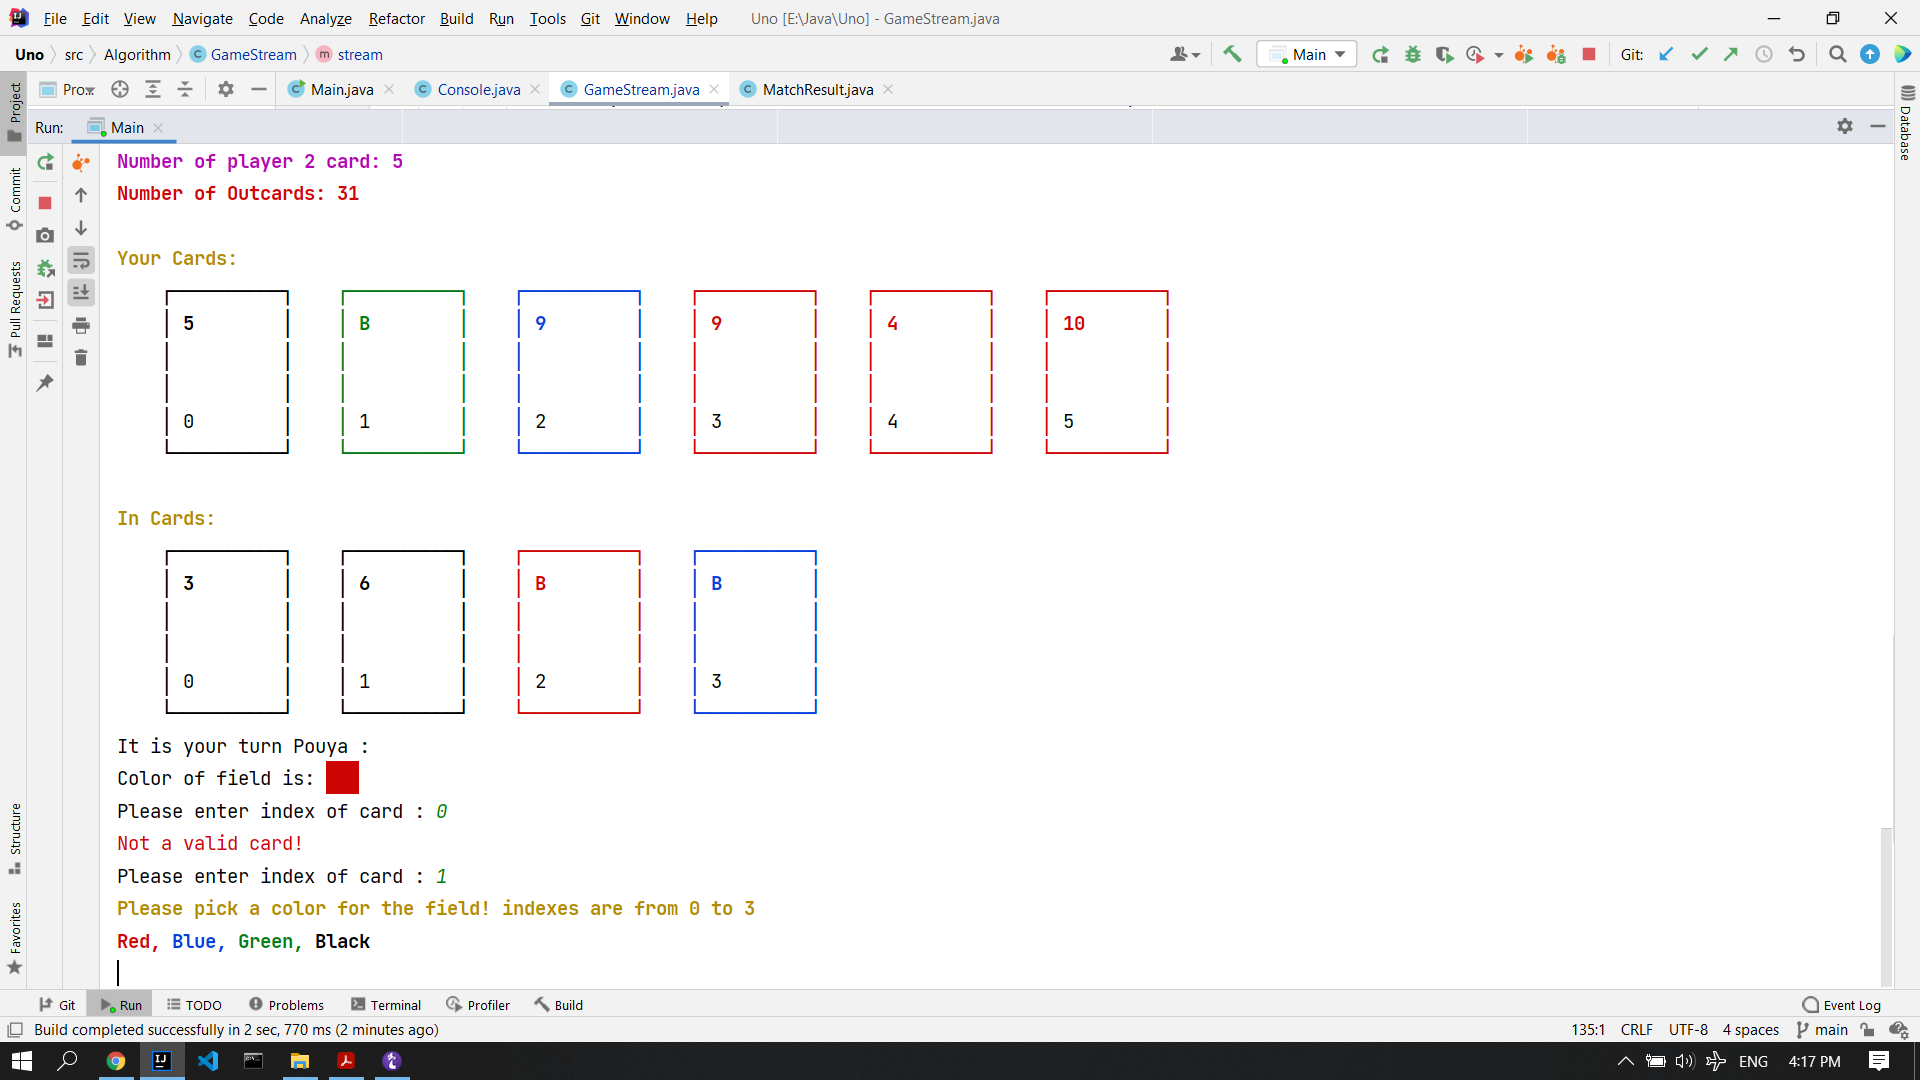 File Edit View Navigate Code Analyze Refactor Build Run Tools Git Window Help Uno [E:\Java\Uno] - GameStream.java
Uno src Algorithm GameStream stream Main Git:
Pro... Main.java Console.java GameStream.java MatchResult.java
Run: Main
Project
Commit
Pull Requests
Structure
Favorites
Database
Number of player 2 card: 5
Number of Outcards: 31
Your Cards:
5 B 9 9 4 10
0 1 2 3 4 5
In Cards:
3 6 B B
0 1 2 3
It is your turn Pouya :
Color of field is:
Please enter index of card : 0
Not a valid card!
Please enter index of card : 1
Please pick a color for the field! indexes are from 0 to 3
Red, Blue, Green, Black
Git Run TODO Problems Terminal Profiler Build Event Log
Build completed successfully in 2 sec, 770 ms (2 minutes ago) 135:1 CRLF UTF-8 4 spaces main
ENG 4:17 PM